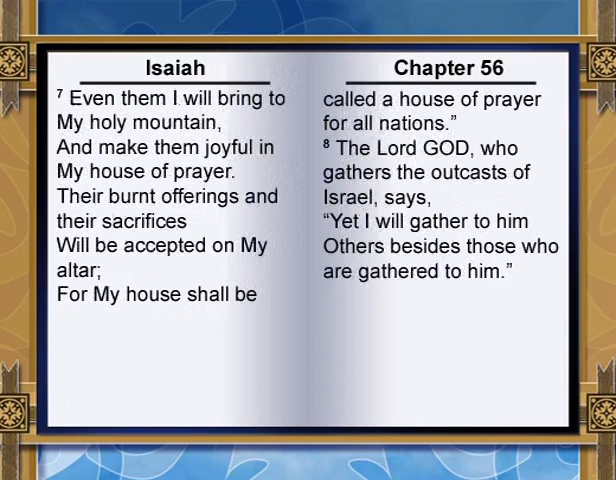 Isaiah
⁷ Even them I will bring to
My holy mountain,
And make them joyful in
My house of prayer.
Their burnt offerings and
their sacrifices
Will be accepted on My
altar;
For My house shall be
Chapter 56
called a house of prayer
for all nations.”
⁸ The Lord GOD, who
gathers the outcasts of
Israel, says,
“Yet I will gather to him
Others besides those who
are gathered to him.”